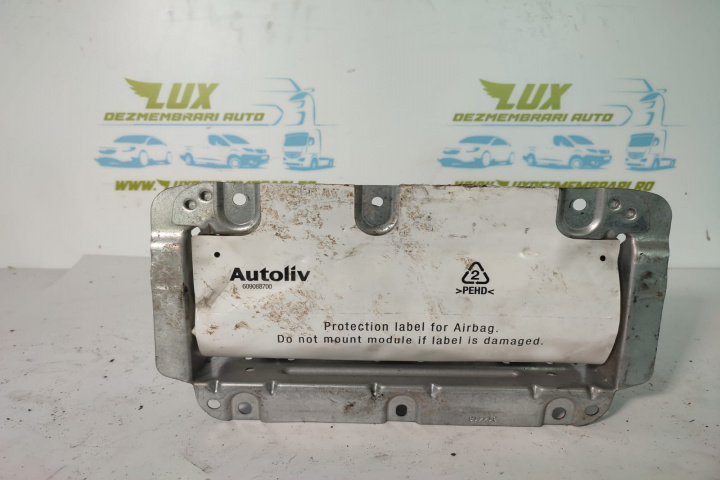 LUX
DEZMEMBRARI AUTO
LUX
DEZMEMBRARI AUTO
Autoliv
609088700
2
>PEHD<
Protection label for Airbag.
Do not mount module if label is damaged.